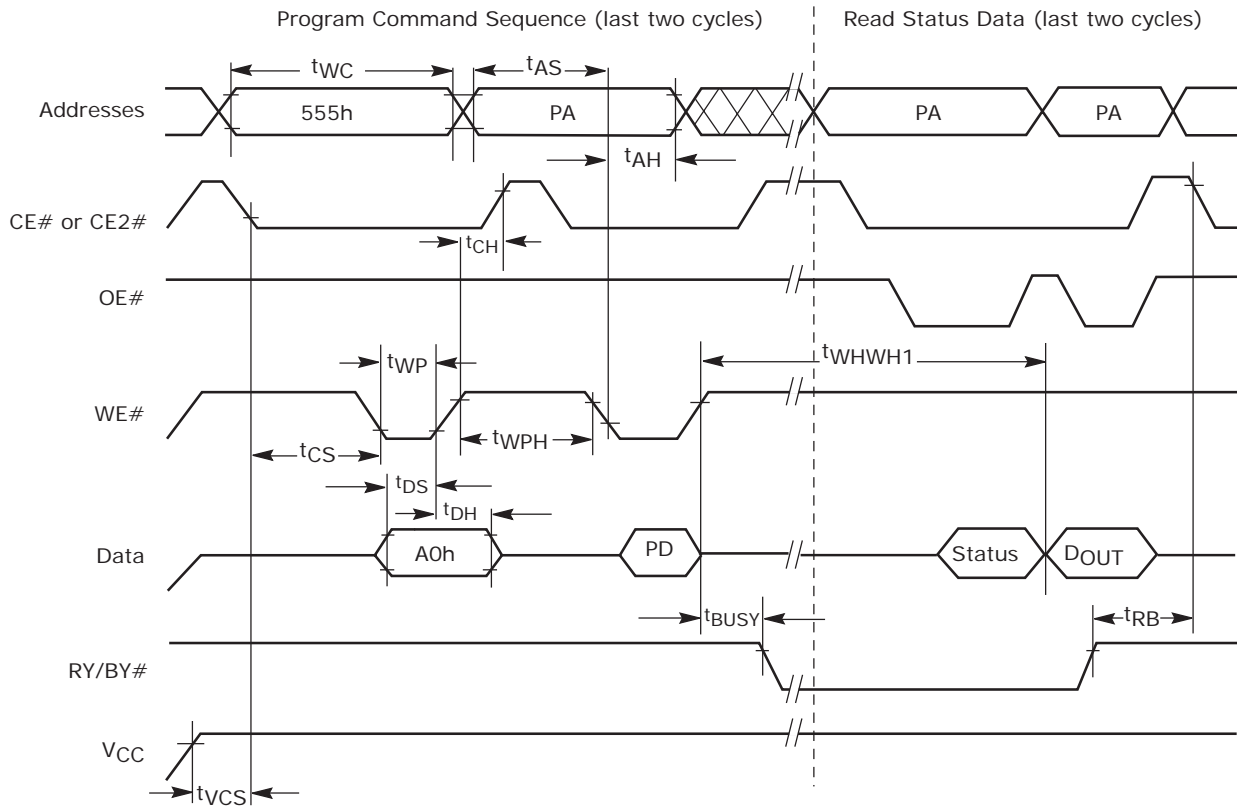 Program Command Sequence (last two cycles)
Read Status Data (last two cycles)
tWC
tAS
Addresses
555h
PA
PA
PA
tAH
CE# or CE2#
tCH
OE#
tWP
tWHWH1
WE#
tCS
tWPH
tDS
tDH
Data
A0h
PD
Status
DOUT
tBUSY
tRB
RY/BY#
VCC
tVCS